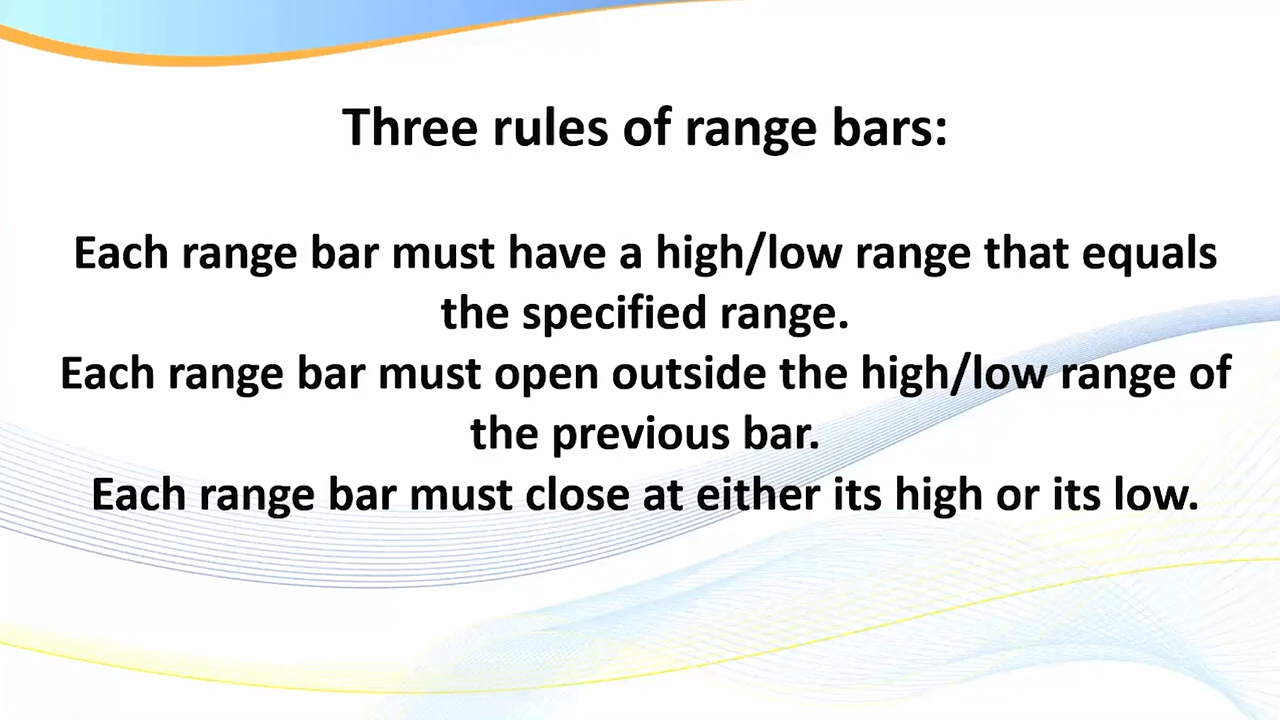 Three rules of range bars:
Each range bar must have a high/low range that equals
the specified range.
Each range bar must open outside the high/low range of
the previous bar.
Each range bar must close at either its high or its low.